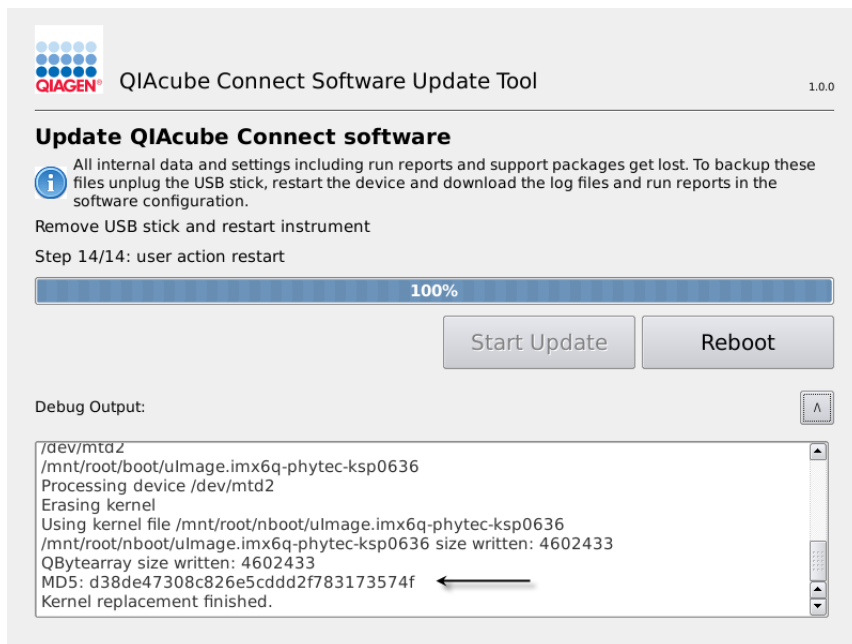 QIAGEN®
QIAcube Connect Software Update Tool
1.0.0
Update QIAcube Connect software
All internal data and settings including run reports and support packages get lost. To backup these
files unplug the USB stick, restart the device and download the log files and run reports in the
software configuration.
Remove USB stick and restart instrument
Step 14/14: user action restart
100%
Start Update
Reboot
Debug Output:
/dev/mtd2
/mnt/root/boot/uImage.imx6q-phytec-ksp0636
Processing device /dev/mtd2
Erasing kernel
Using kernel file /mnt/root/nboot/uImage.imx6q-phytec-ksp0636
/mnt/root/nboot/uImage.imx6q-phytec-ksp0636 size written: 4602433
QBytearray size written: 4602433
MD5: d38de47308c826e5cddd2f783173574f
Kernel replacement finished.